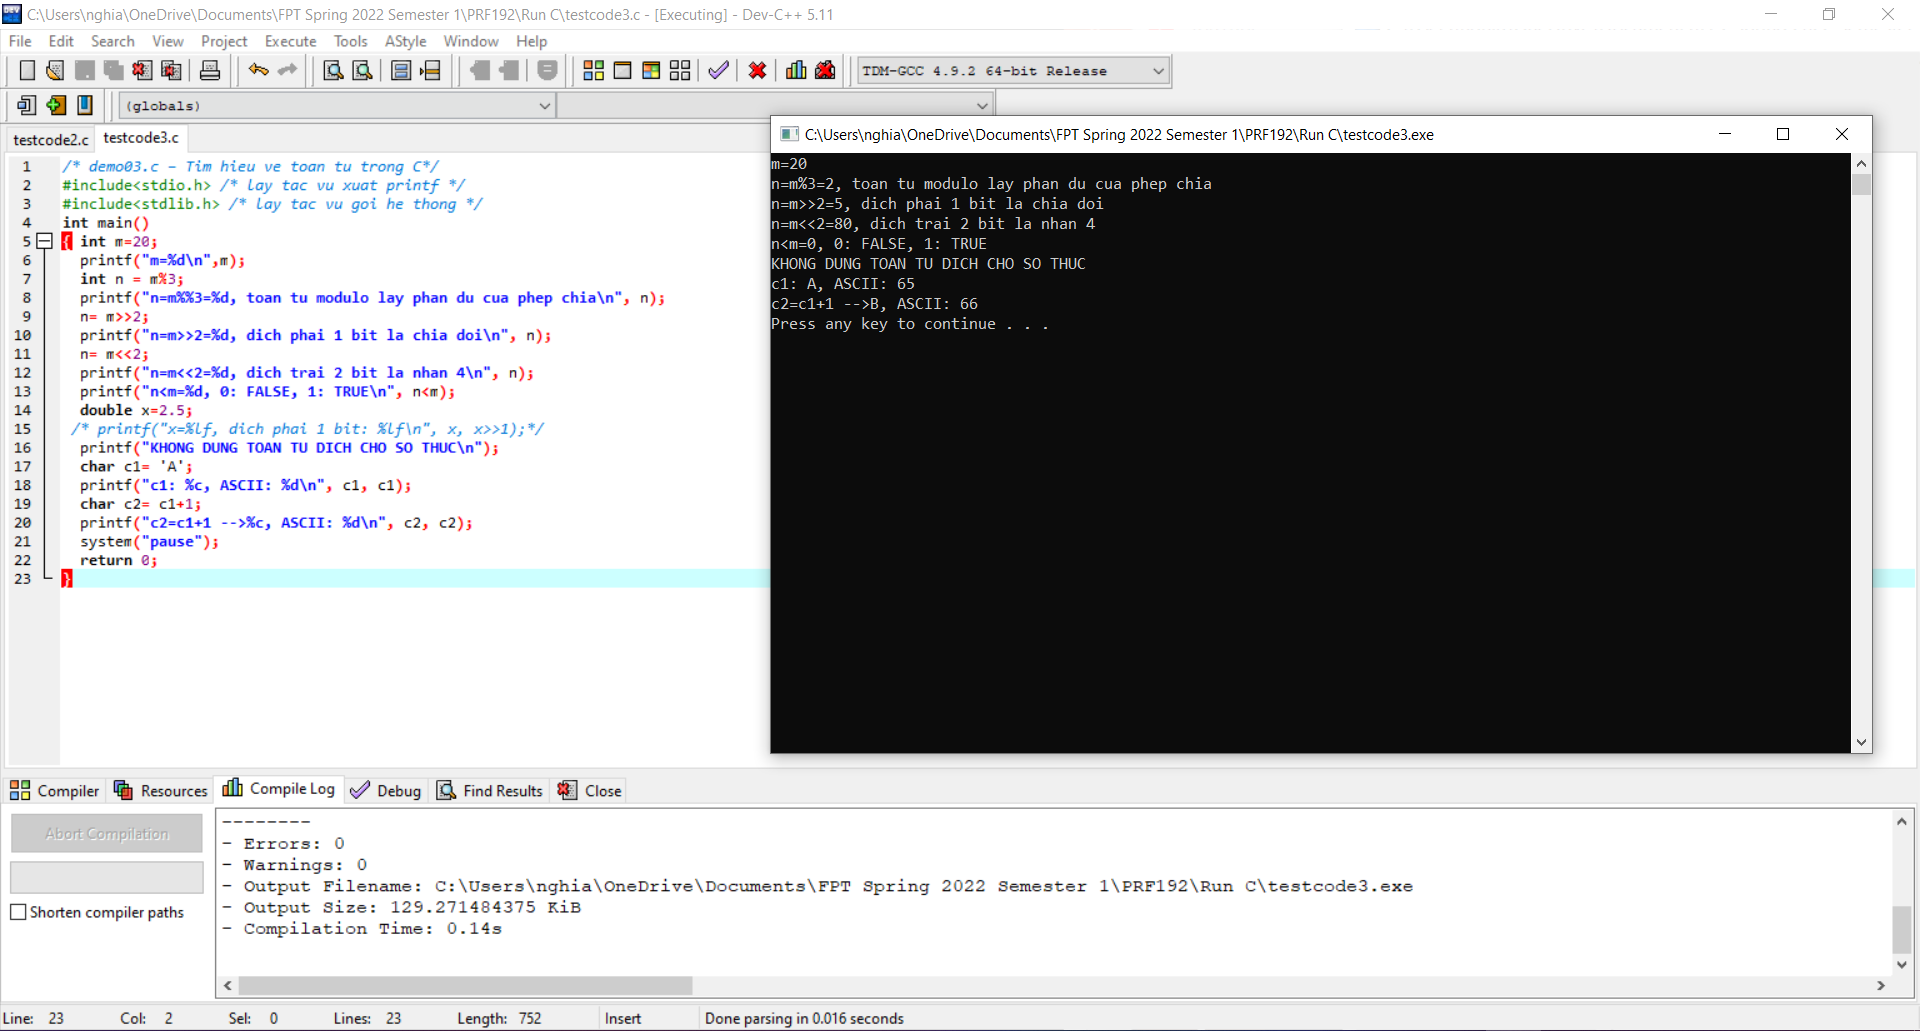 C:\Users\nghia\OneDrive\Documents\FPT Spring 2022 Semester 1\PRF192\Run C\testcode3.c - [Executing] - Dev-C++ 5.11
File Edit Search View Project Execute Tools AStyle Window Help
TDM-GCC 4.9.2 64-bit Release
(globals)
testcode2.c testcode3.c
1 /* demo03.c - Tim hieu ve toan tu trong C*/
2 #include<stdio.h> /* lay tac vu xuat printf */
3 #include<stdlib.h> /* lay tac vu goi he thong */
4 int main()
5 { int m=20;
6 printf("m=%d\n",m);
7 int n = m%3;
8 printf("n=m%%3=%d, toan tu modulo lay phan du cua phep chia\n", n);
9 n= m>>2;
10 printf("n=m>>2=%d, dich phai 1 bit la chia doi\n", n);
11 n= m<<2;
12 printf("n=m<<2=%d, dich trai 2 bit la nhan 4\n", n);
13 printf("n<m=%d, 0: FALSE, 1: TRUE\n", n<m);
14 double x=2.5;
15 /* printf("x=%lf, dich phai 1 bit: %lf\n", x, x>>1);*/
16 printf("KHONG DUNG TOAN TU DICH CHO SO THUC\n");
17 char c1= 'A';
18 printf("c1: %c, ASCII: %d\n", c1, c1);
19 char c2= c1+1;
20 printf("c2=c1+1 -->%c, ASCII: %d\n", c2, c2);
21 system("pause");
22 return 0;
23 }
C:\Users\nghia\OneDrive\Documents\FPT Spring 2022 Semester 1\PRF192\Run C\testcode3.exe
m=20
n=m%3=2, toan tu modulo lay phan du cua phep chia
n=m>>2=5, dich phai 1 bit la chia doi
n=m<<2=80, dich trai 2 bit la nhan 4
n<m=0, 0: FALSE, 1: TRUE
KHONG DUNG TOAN TU DICH CHO SO THUC
c1: A, ASCII: 65
c2=c1+1 -->B, ASCII: 66
Press any key to continue . . .
Compiler Resources Compile Log Debug Find Results Close
Abort Compilation
Shorten compiler paths
--------
- Errors: 0
- Warnings: 0
- Output Filename: C:\Users\nghia\OneDrive\Documents\FPT Spring 2022 Semester 1\PRF192\Run C\testcode3.exe
- Output Size: 129.271484375 KiB
- Compilation Time: 0.14s
Line: 23 Col: 2 Sel: 0 Lines: 23 Length: 752 Insert Done parsing in 0.016 seconds